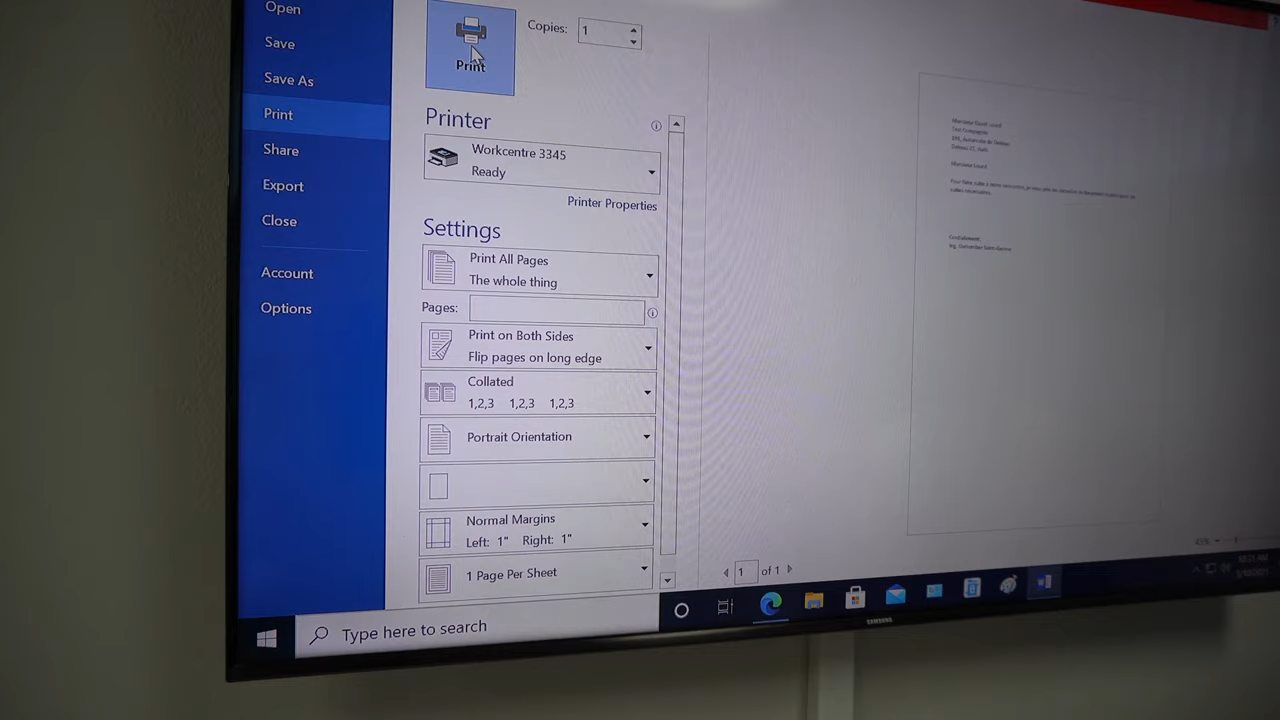 Open
Save
Save As
Print
Share
Export
Close
Account
Options
Print
Copies: 1
Printer
Workcentre 3345
Ready
Printer Properties
Settings
Print All Pages
The whole thing
Pages:
Print on Both Sides
Flip pages on long edge
Collated
1,2,3 1,2,3 1,2,3
Portrait Orientation
Normal Margins
Left: 1" Right: 1"
1 Page Per Sheet
Monsieur
Monsieur
Cordialement,
1 of 1
Type here to search
SAMSUNG